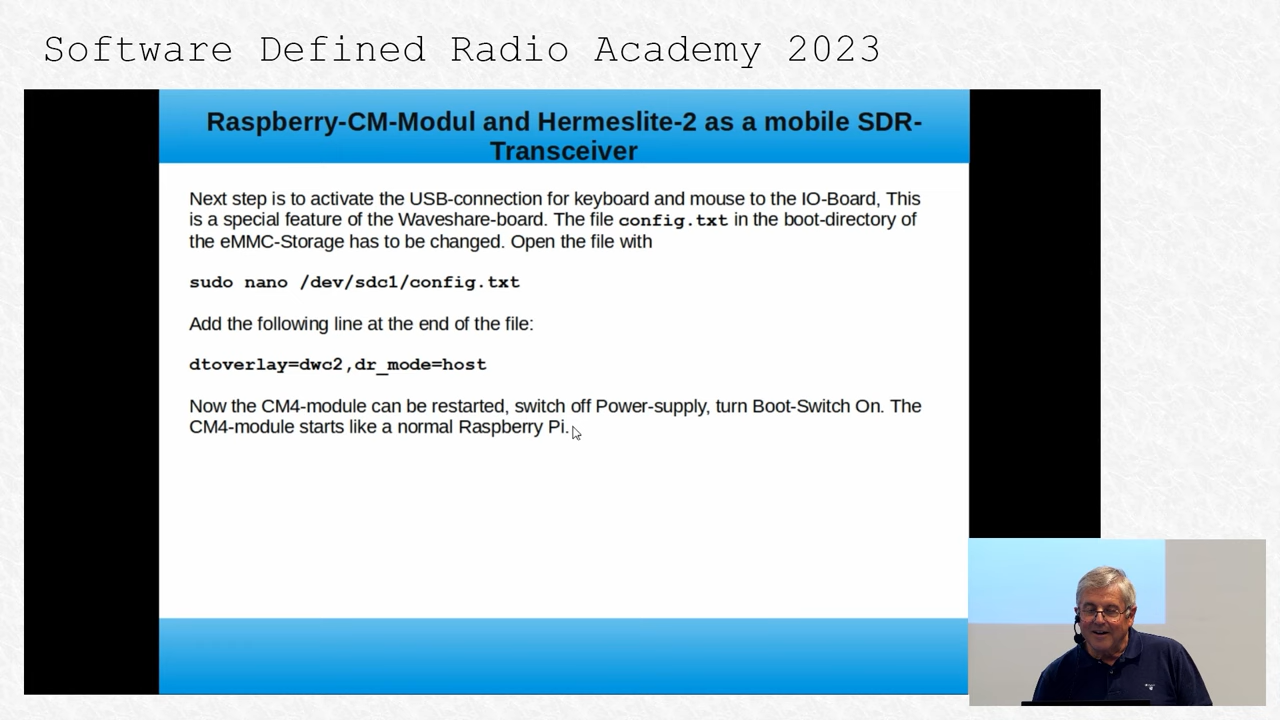 Software Defined Radio Academy 2023
Raspberry-CM-Modul and Hermeslite-2 as a mobile SDR-
Transceiver
Next step is to activate the USB-connection for keyboard and mouse to the IO-Board, This
is a special feature of the Waveshare-board. The file config.txt in the boot-directory of
the eMMC-Storage has to be changed. Open the file with
sudo nano /dev/sdc1/config.txt
Add the following line at the end of the file:
dtoverlay=dwc2,dr_mode=host
Now the CM4-module can be restarted, switch off Power-supply, turn Boot-Switch On. The
CM4-module starts like a normal Raspberry Pi.